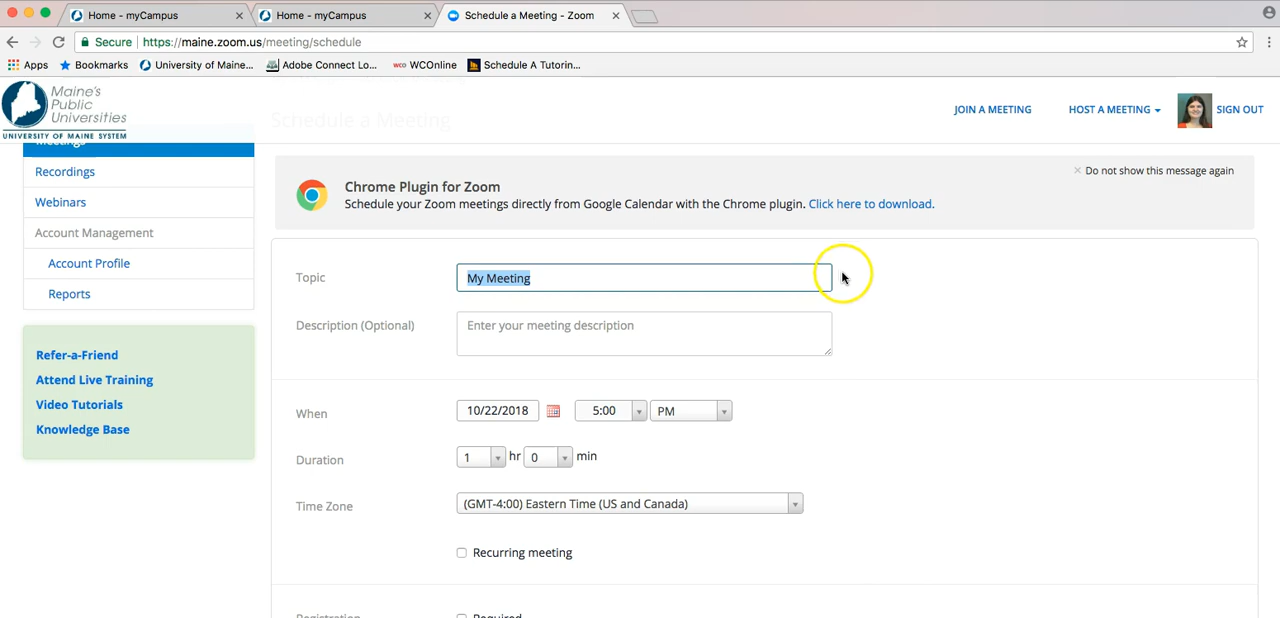 Home - myCampus
Home - myCampus
Schedule a Meeting - Zoom
Secure https://maine.zoom.us/meeting/schedule
Apps Bookmarks University of Maine... Adobe Connect Lo... WCOnline Schedule A Tutorin...
Maine's
Public
Universities
UNIVERSITY OF MAINE SYSTEM
JOIN A MEETING HOST A MEETING SIGN OUT
Schedule a Meeting
Meetings
Recordings
Webinars
Account Management
Account Profile
Reports
Refer-a-Friend
Attend Live Training
Video Tutorials
Knowledge Base
Do not show this message again
Chrome Plugin for Zoom
Schedule your Zoom meetings directly from Google Calendar with the Chrome plugin. Click here to download.
Topic My Meeting
Description (Optional) Enter your meeting description
When 10/22/2018 5:00 PM
Duration 1 hr 0 min
Time Zone (GMT-4:00) Eastern Time (US and Canada)
Recurring meeting
Registration Required